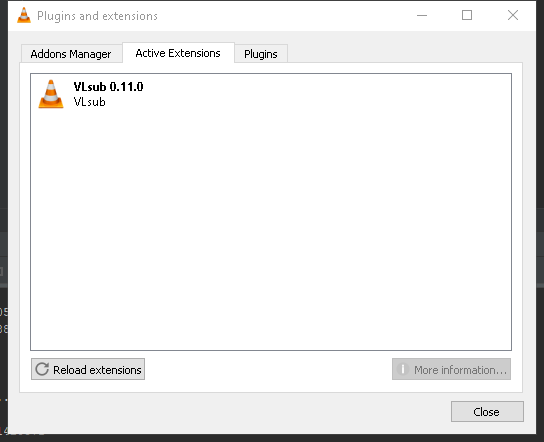 Plugins and extensions
Addons Manager
Active Extensions
Plugins
VLsub 0.11.0
VLsub
Reload extensions
More information...
Close